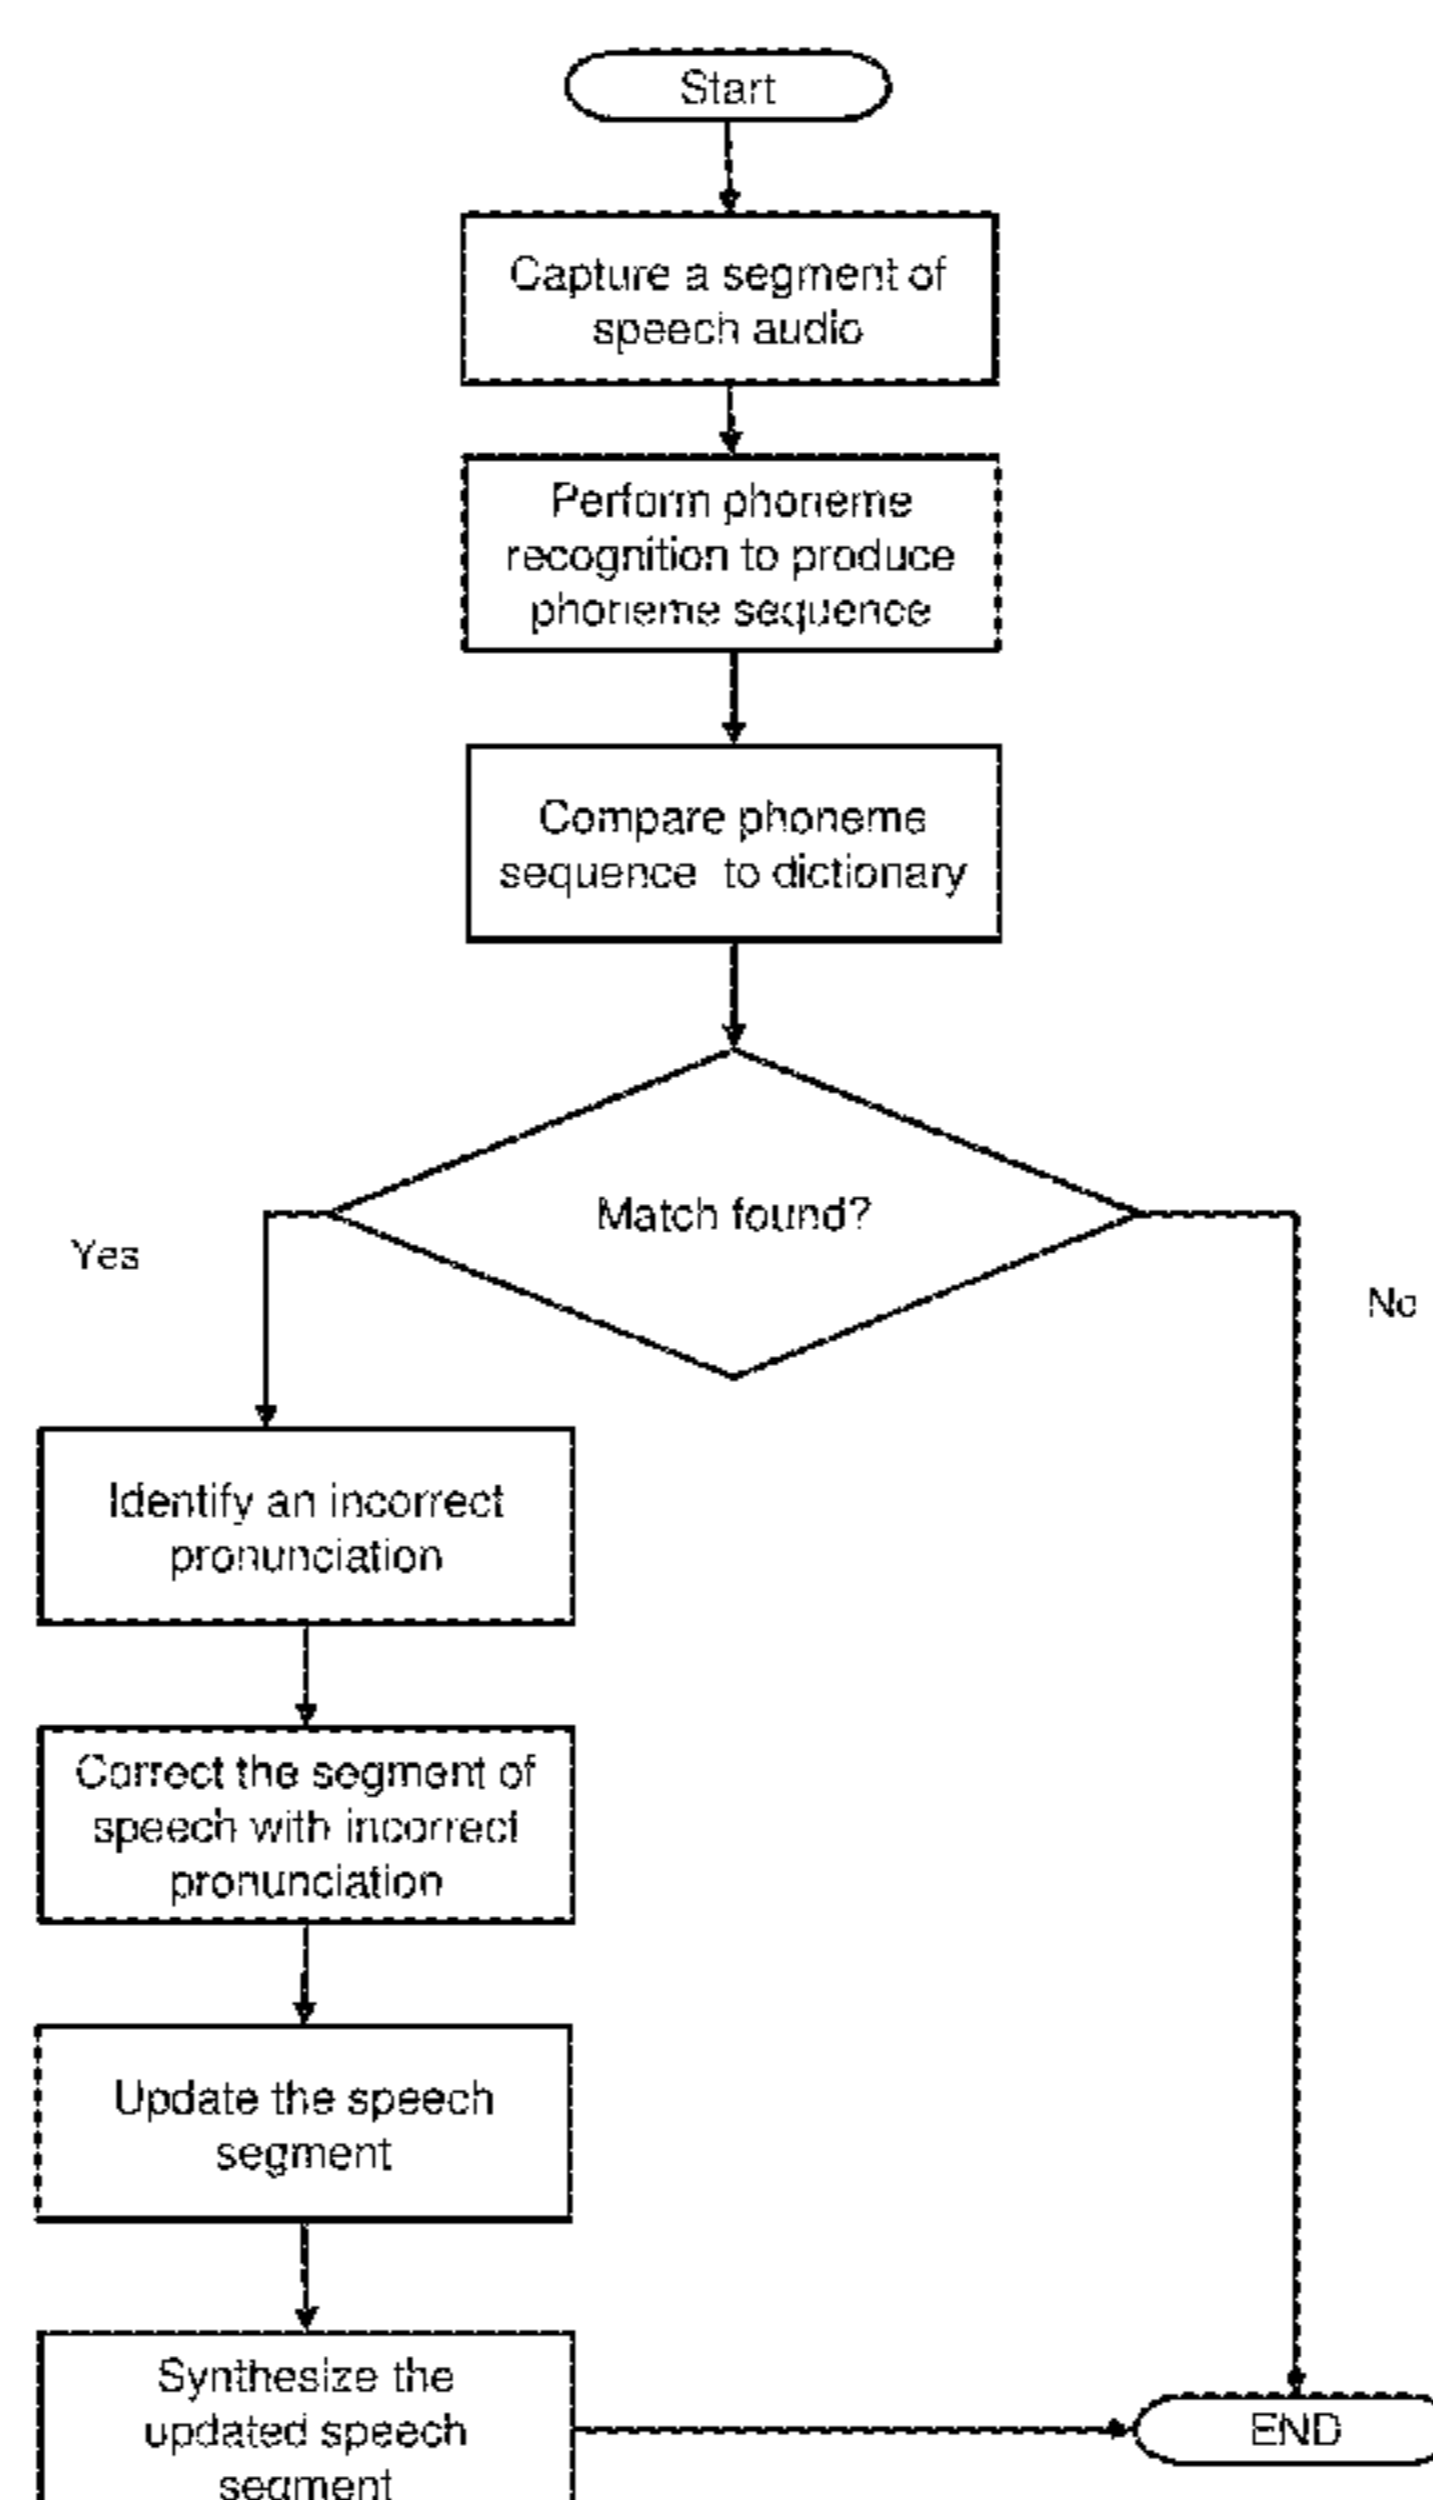 Start
Capture a segment of
speech audio
Perform phoneme
recognition to produce
phoneme sequence
Compare phoneme
sequence to dictionary
Match found?
Yes
No
Identify an incorrect
pronunciation
Correct the segment of
speech with incorrect
pronunciation
Update the speech
segment
Synthesize the
updated speech
segment
END